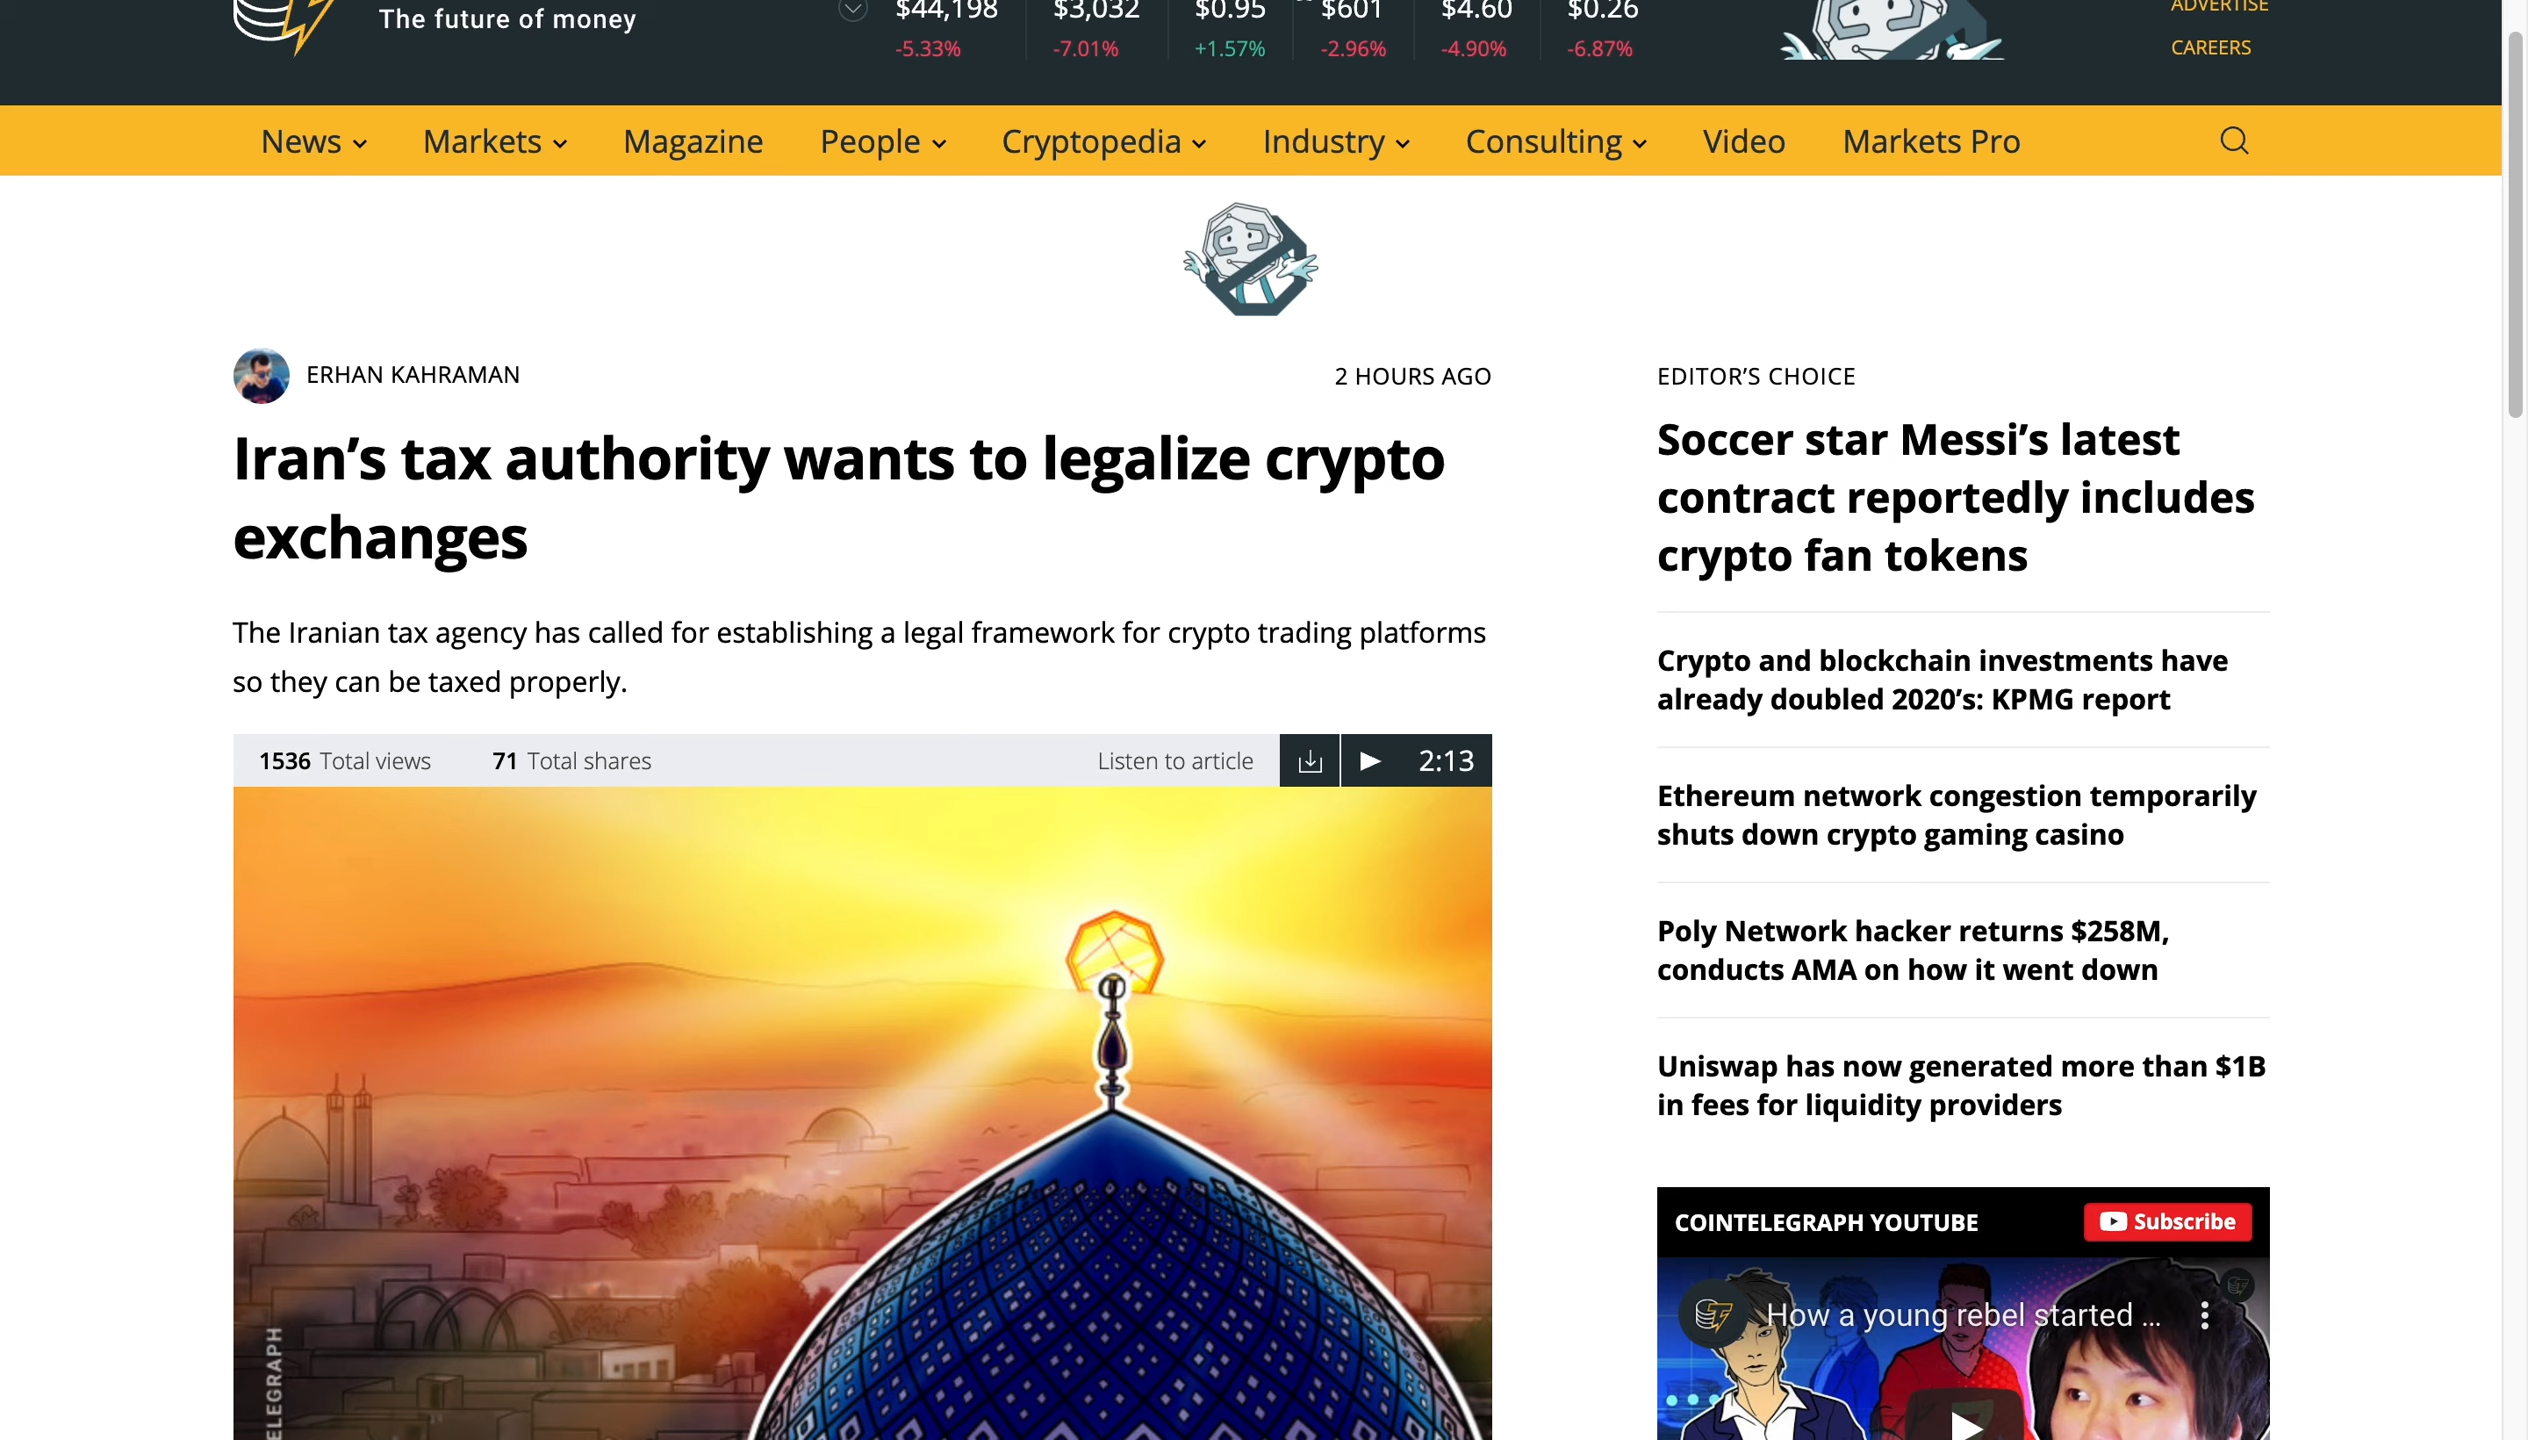 The future of money
$44,198 $3,032 $0.95 $601 $4.60 $0.26
-5.33% -7.01% +1.57% -2.96% -4.90% -6.87%
ADVERTISE
CAREERS
News Markets Magazine People Cryptopedia Industry Consulting Video Markets Pro
ERHAN KAHRAMAN
2 HOURS AGO
Iran’s tax authority wants to legalize crypto
exchanges
The Iranian tax agency has called for establishing a legal framework for crypto trading platforms
so they can be taxed properly.
1536 Total views 71 Total shares Listen to article 2:13
ELEGRAPH
EDITOR’S CHOICE
Soccer star Messi’s latest
contract reportedly includes
crypto fan tokens
Crypto and blockchain investments have
already doubled 2020’s: KPMG report
Ethereum network congestion temporarily
shuts down crypto gaming casino
Poly Network hacker returns $258M,
conducts AMA on how it went down
Uniswap has now generated more than $1B
in fees for liquidity providers
COINTELEGRAPH YOUTUBE Subscribe
How a young rebel started ...